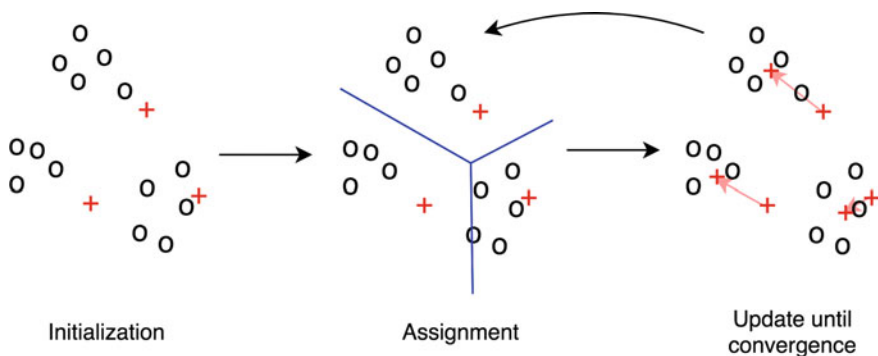 Initialization
Assignment
Update until
convergence